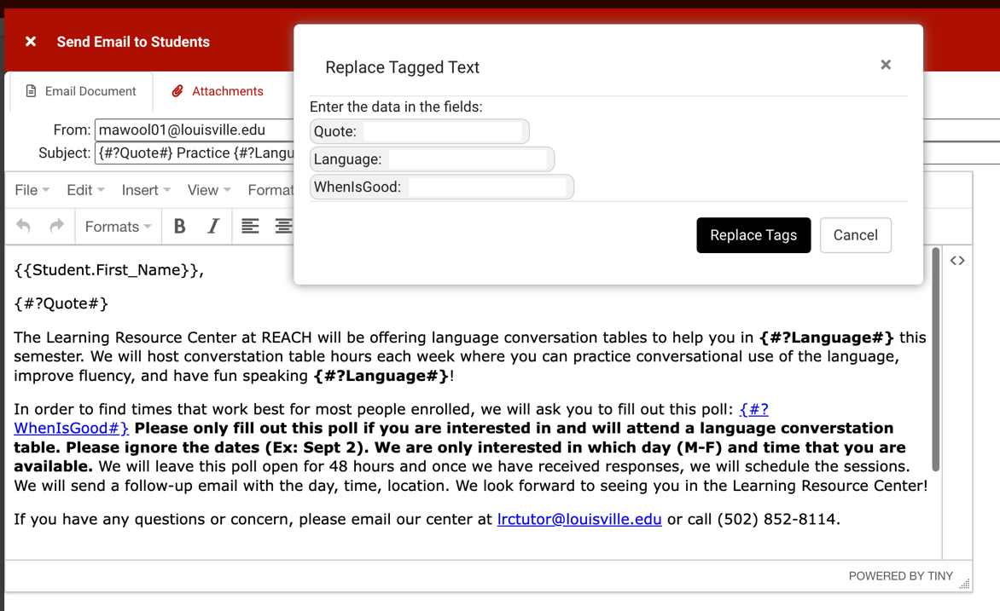 Send Email to Students
Replace Tagged Text
Email Document
Attachments
Enter the data in the fields:
From: mawool01@louisville.edu
Quote:
Subject: {#?Quote#} Practice {#?Langu
Language:
WhenIsGood:
File Edit Insert View Format
Formats B I
Replace Tags Cancel
{{Student.First_Name}},
{#?Quote#}
The Learning Resource Center at REACH will be offering language conversation tables to help you in {#?Language#} this
semester. We will host converstation table hours each week where you can practice conversational use of the language,
improve fluency, and have fun speaking {#?Language#}!
In order to find times that work best for most people enrolled, we will ask you to fill out this poll: {#?
WhenIsGood#} Please only fill out this poll if you are interested in and will attend a language converstation
table. Please ignore the dates (Ex: Sept 2). We are only interested in which day (M-F) and time that you are
available. We will leave this poll open for 48 hours and once we have received responses, we will schedule the sessions.
We will send a follow-up email with the day, time, location. We look forward to seeing you in the Learning Resource Center!
If you have any questions or concern, please email our center at lrctutor@louisville.edu or call (502) 852-8114.
POWERED BY TINY